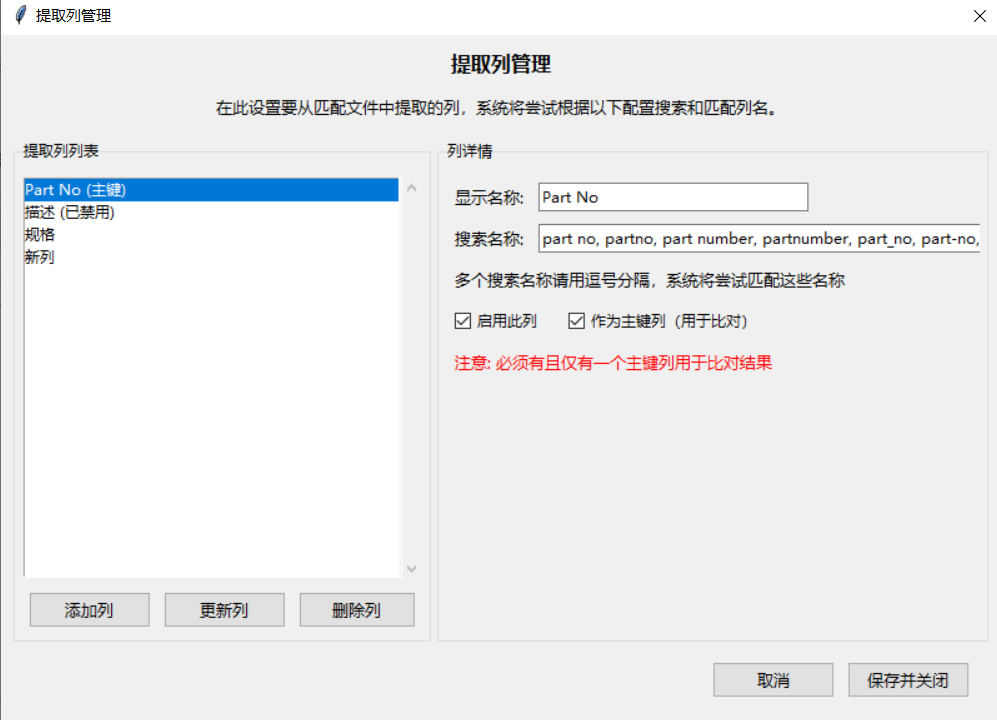 提取列管理
提取列管理
在此设置要从匹配文件中提取的列，系统将尝试根据以下配置搜索和匹配列名。
提取列列表
Part No (主键)
描述 (已禁用)
规格
新列
添加列 更新列 删除列
列详情
显示名称: Part No
搜索名称: part no, partno, part number, partnumber, part_no, part-no,
多个搜索名称请用逗号分隔，系统将尝试匹配这些名称
启用此列 作为主键列（用于比对）
注意: 必须有且仅有一个主键列用于比对结果
取消 保存并关闭